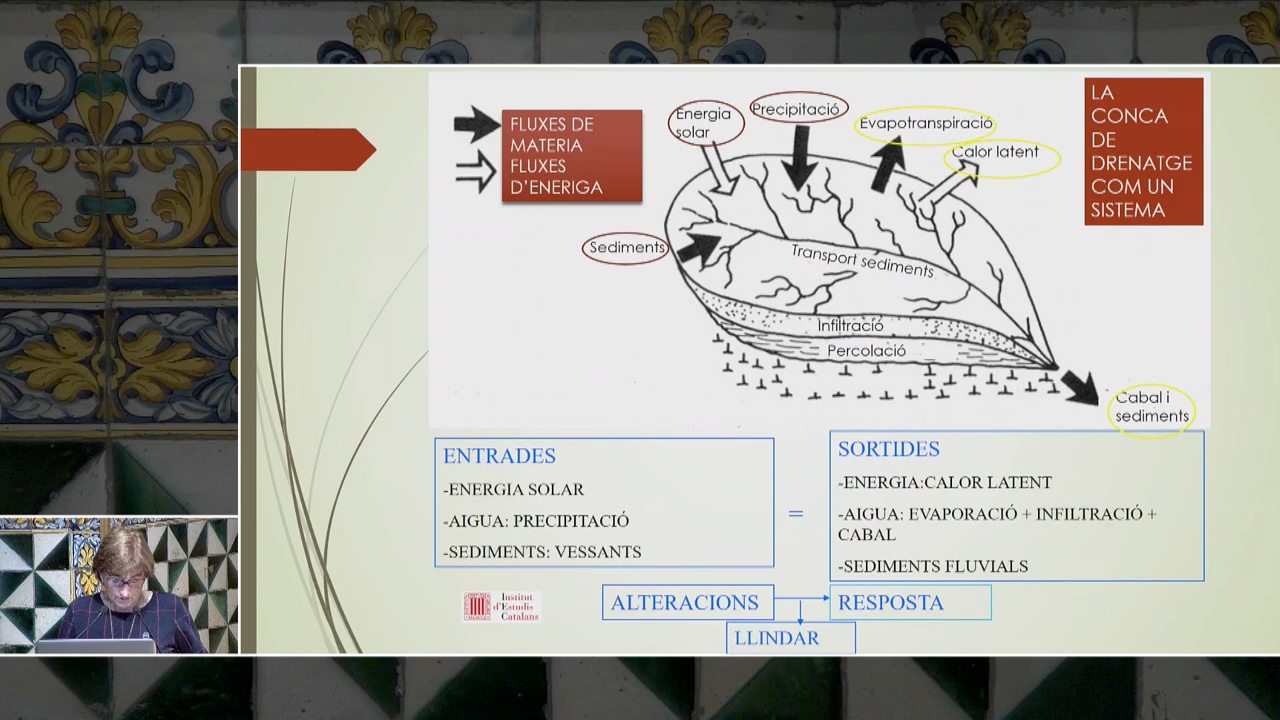 FLUXES DE
MATERIA
FLUXES
D'ENERIGA
Energia
solar
Precipitació
Evapotranspiració
Calor latent
LA
CONCA
DE
DRENATGE
COM UN
SISTEMA
Sediments
Transport sediments
Infiltració
Percolació
Cabal i
sediments
ENTRADES
-ENERGIA SOLAR
-AIGUA: PRECIPITACIÓ
-SEDIMENTS: VESSANTS
=
SORTIDES
-ENERGIA:CALOR LATENT
-AIGUA: EVAPORACIÓ + INFILTRACIÓ +
CABAL
-SEDIMENTS FLUVIALS
Institut
d'Estudis
Catalans
ALTERACIONS
RESPOSTA
LLINDAR